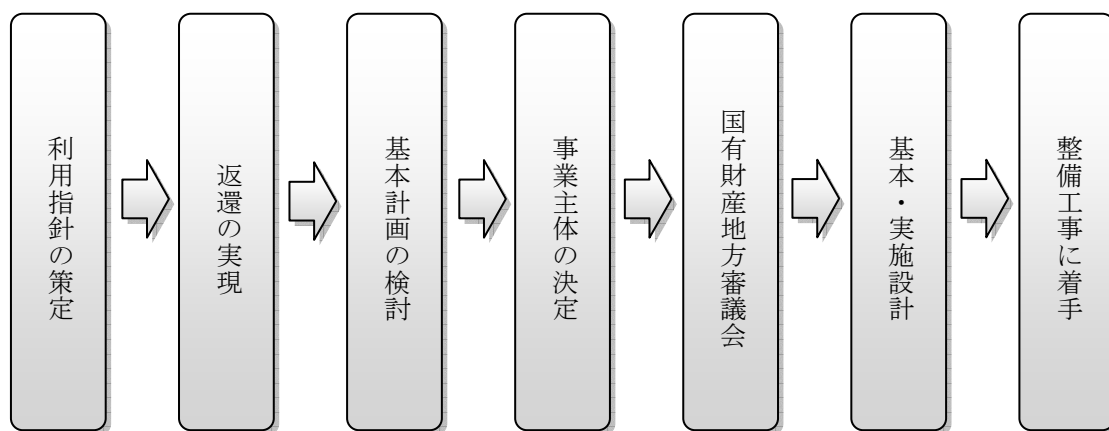 利用指針の策定
返還の実現
基本計画の検討
事業主体の決定
国有財産地方審議会
基本・実施設計
整備工事に着手